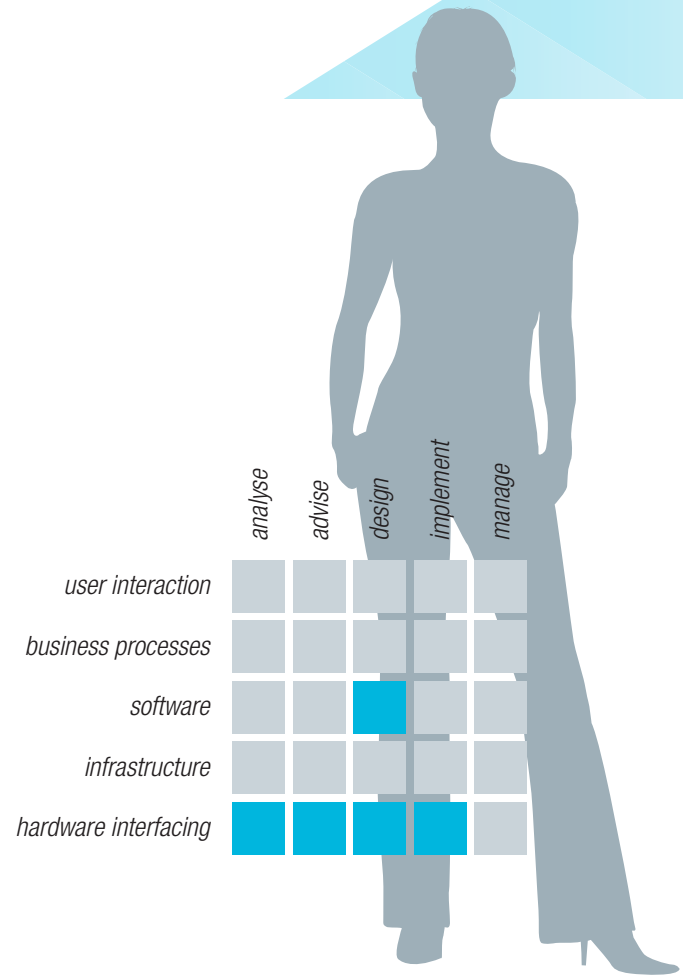 analyse
advise
design
implement
manage
user interaction
business processes
software
infrastructure
hardware interfacing